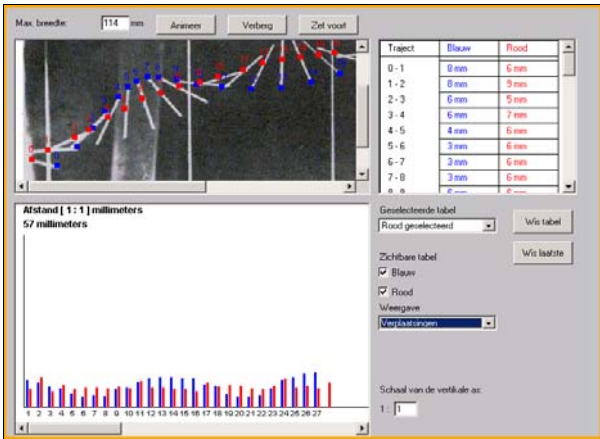 Max. breedte: 114 mm Animeer Verberg Zet voort
Traject Blauw Rood
0 - 1 8 mm 6 mm
1 - 2 8 mm 9 mm
2 - 3 6 mm 5 mm
3 - 4 6 mm 7 mm
4 - 5 4 mm 6 mm
5 - 6 3 mm 6 mm
6 - 7 3 mm 6 mm
7 - 8 3 mm 6 mm
Afstand [ 1 : 1 ] millimeters
57 millimeters
1 2 3 4 5 6 7 8 9 10 11 12 13 14 15 16 17 18 19 20 21 22 23 24 25 26 27
Geselecteerde tabel
Rood geselecteerd
Wis tabel
Zichtbare tabel
Wis laatste
Blauw
Rood
Weergave
Verplaatsingen
Schaal van de vertikale as:
1 : 1